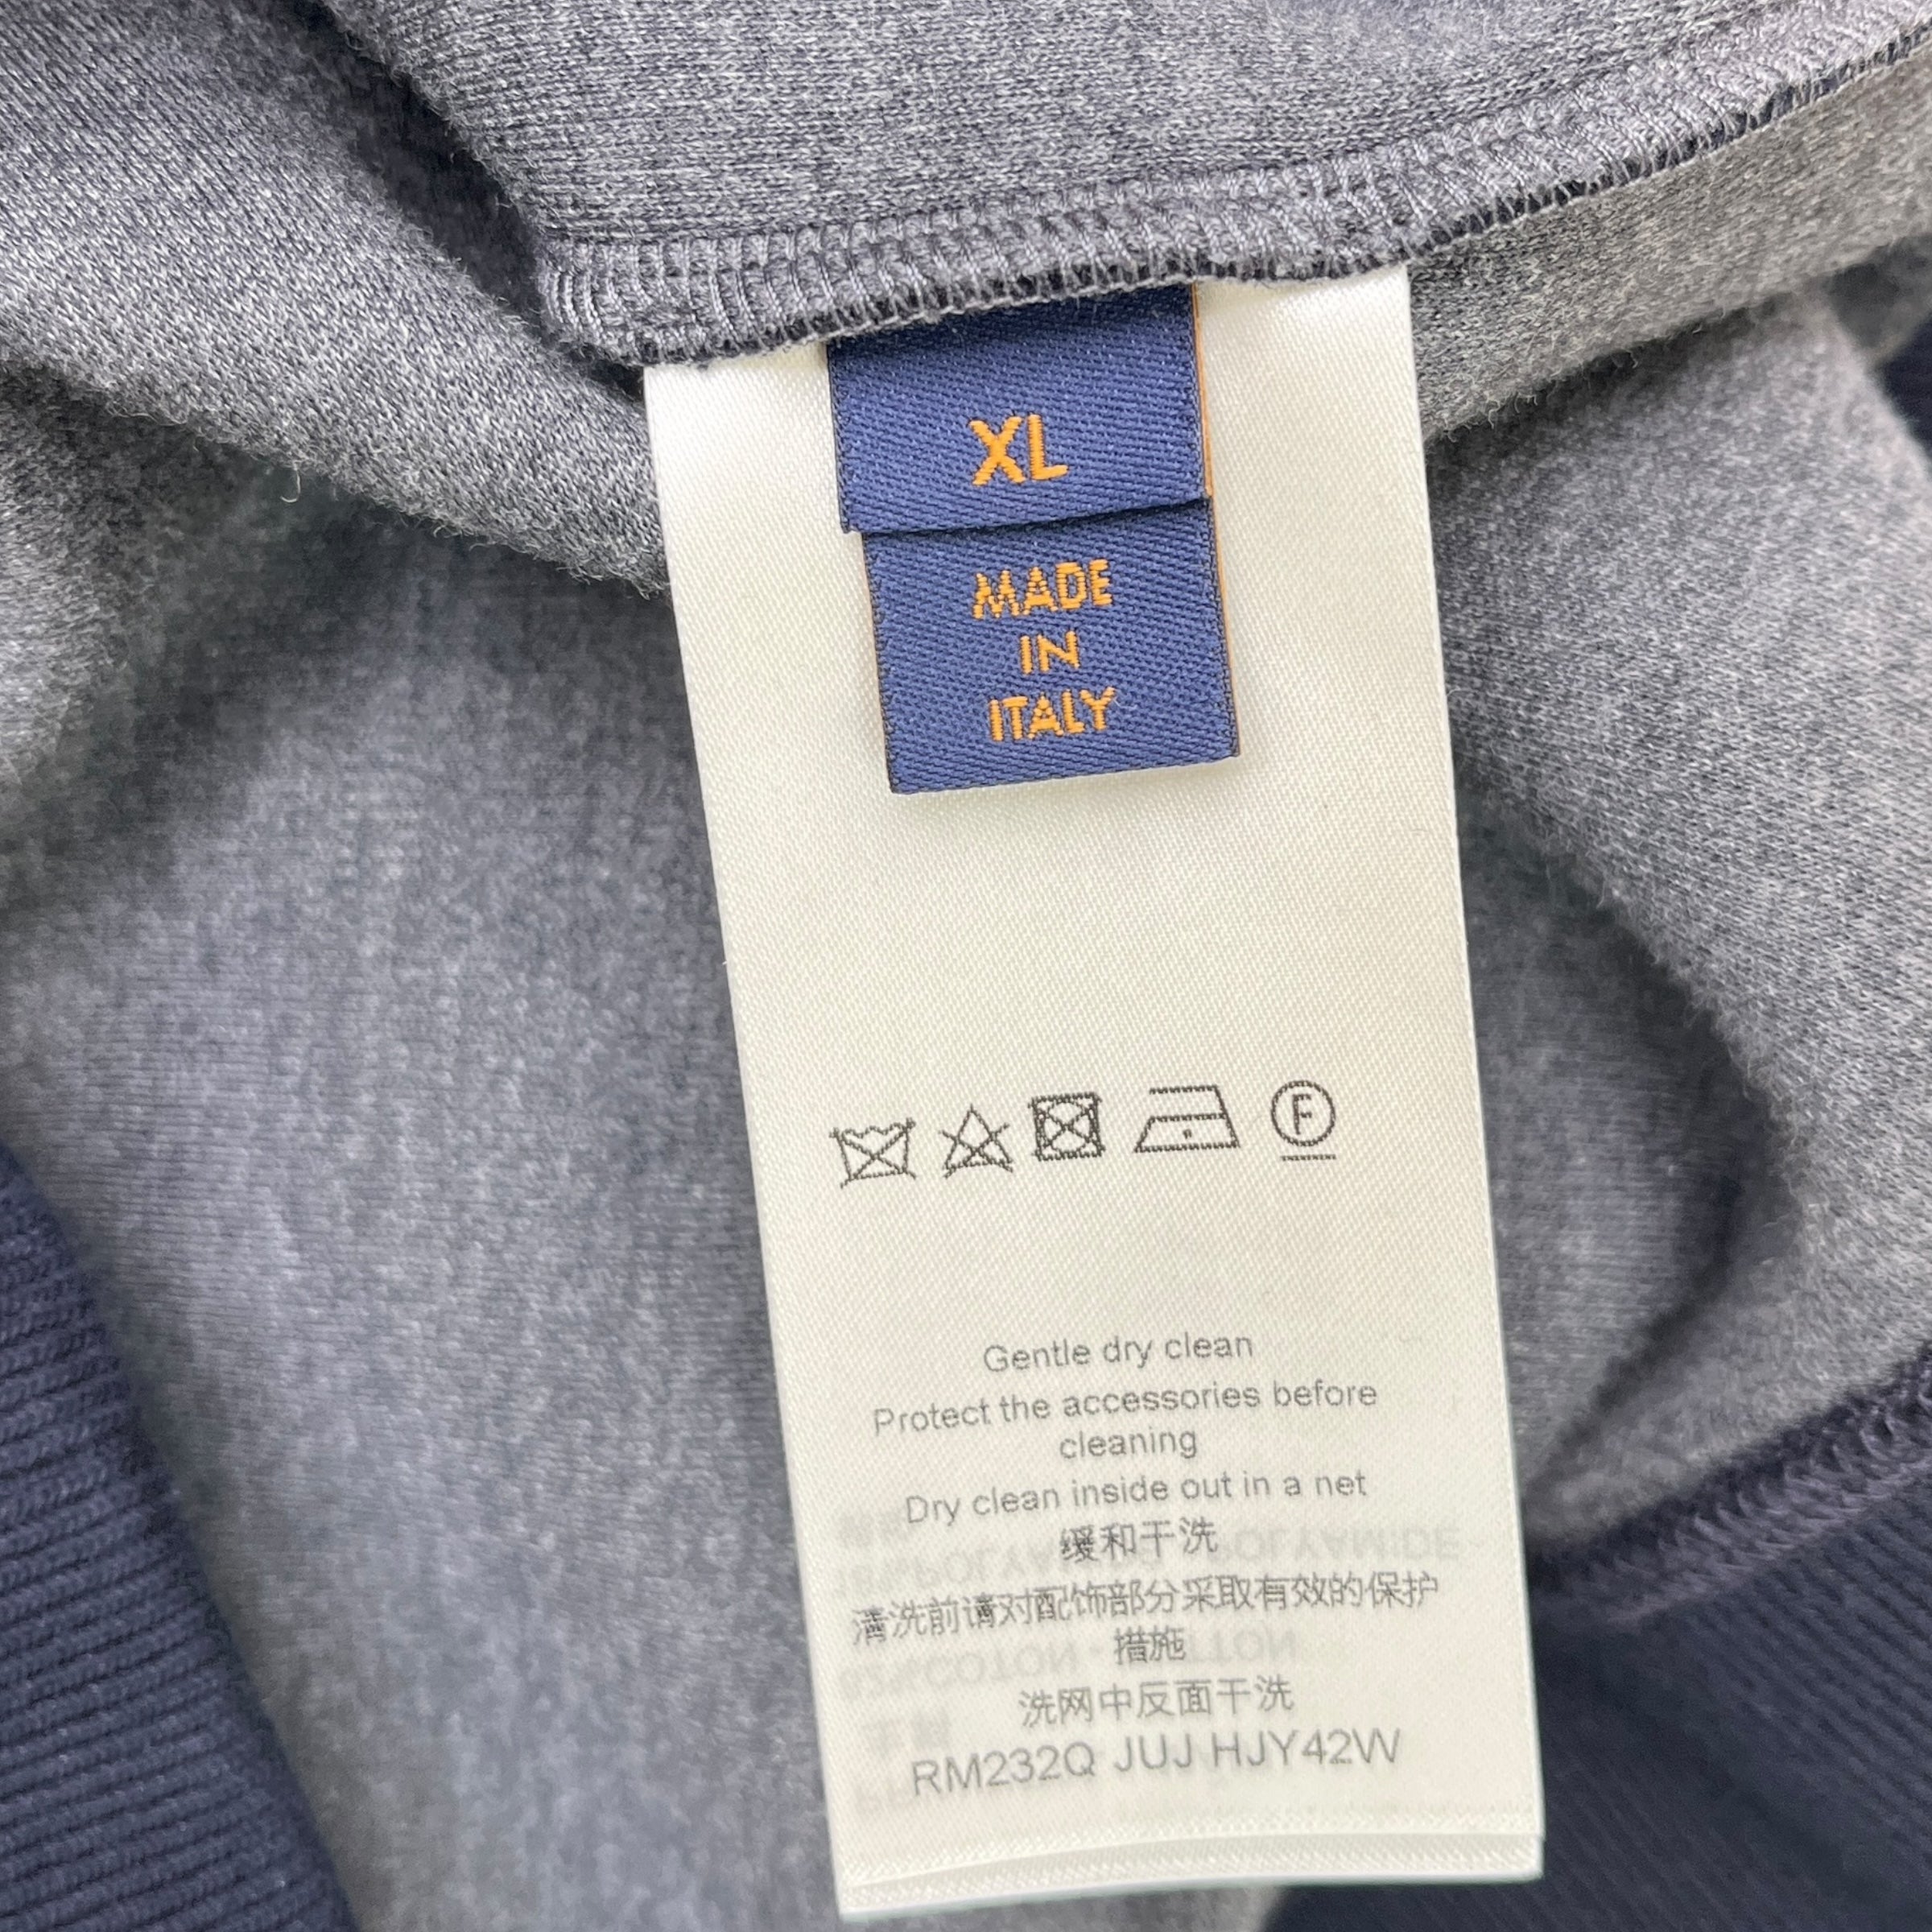 XL
MADE
IN
ITALY
F
Gentle dry clean
Protect the accessories before
cleaning
Dry clean inside out in a net
缓和干洗
清洗前请对配饰部分采取有效的保护
措施
洗网中反面干洗
RM232Q JUJ HJY42W